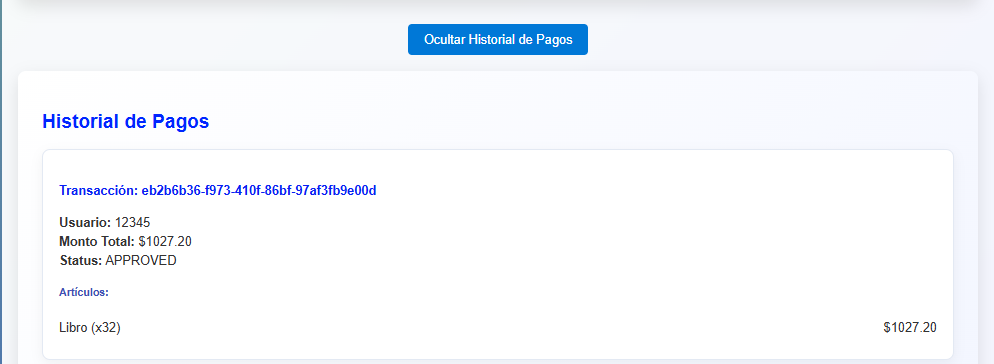 Ocultar Historial de Pagos
Historial de Pagos
Transacción: eb2b6b36-f973-410f-86bf-97af3fb9e00d
Usuario: 12345
Monto Total: $1027.20
Status: APPROVED
Artículos:
Libro (x32) $1027.20